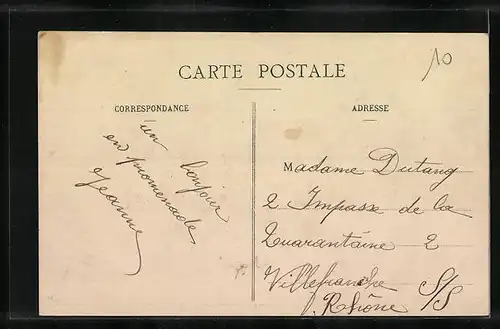 10
CARTE POSTALE
CORRESPONDANCE
ADRESSE
un bonjour
en promenade
Jeanne
Madame Dutang
2 Impasse de la
Quarantaine 2
Villefranche S/S
Rhône